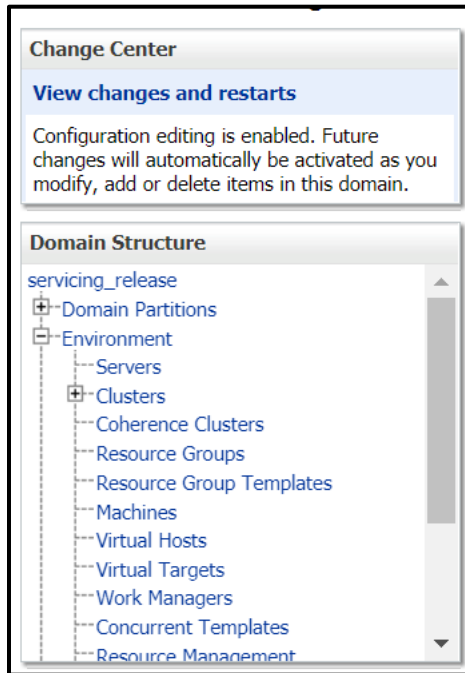 Change Center
View changes and restarts
Configuration editing is enabled. Future
changes will automatically be activated as you
modify, add or delete items in this domain.
Domain Structure
servicing_release
Domain Partitions
Environment
Servers
Clusters
Coherence Clusters
Resource Groups
Resource Group Templates
Machines
Virtual Hosts
Virtual Targets
Work Managers
Concurrent Templates
Resource Management